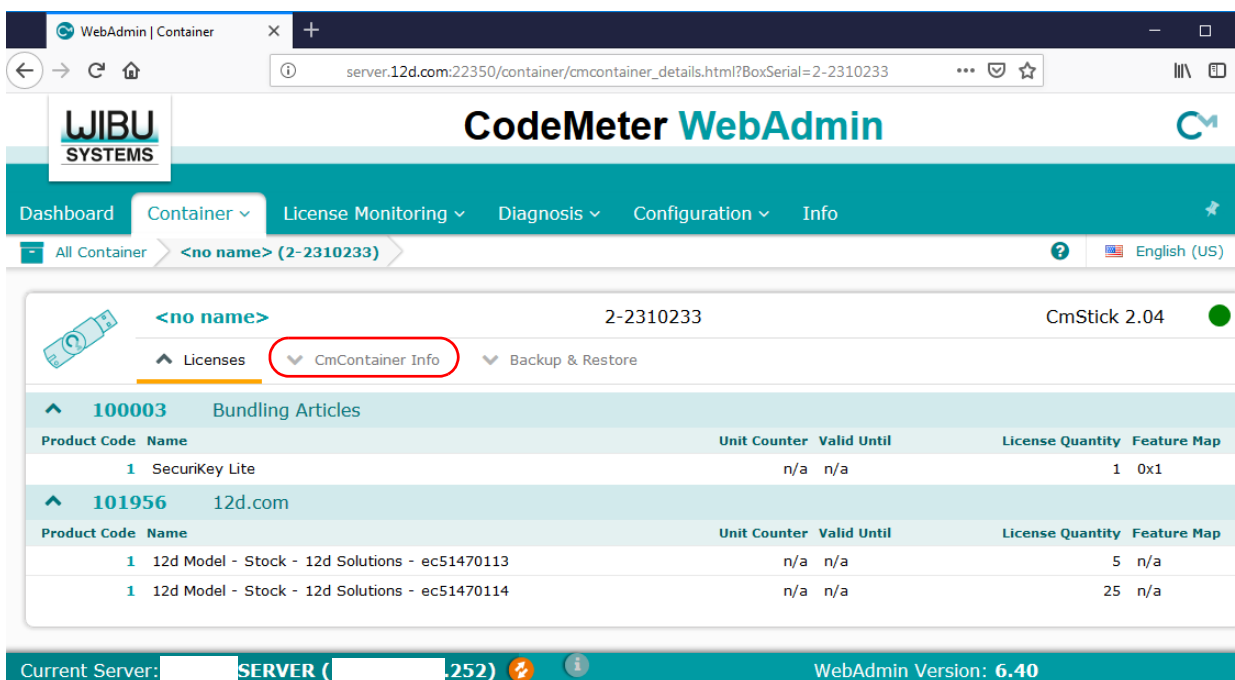 WebAdmin | Container
server.12d.com:22350/container/cmcontainer_details.html?BoxSerial=2-2310233
WIBU
SYSTEMS
CodeMeter WebAdmin
Dashboard Container License Monitoring Diagnosis Configuration Info
All Container <no name> (2-2310233) English (US)
<no name> 2-2310233 CmStick 2.04
Licenses CmContainer Info Backup & Restore
100003 Bundling Articles
Product Code Name Unit Counter Valid Until License Quantity Feature Map
1 SecuriKey Lite n/a n/a 1 0x1
101956 12d.com
Product Code Name Unit Counter Valid Until License Quantity Feature Map
1 12d Model - Stock - 12d Solutions - ec51470113 n/a n/a 5 n/a
1 12d Model - Stock - 12d Solutions - ec51470114 n/a n/a 25 n/a
Current Server: SERVER ( .252) WebAdmin Version: 6.40